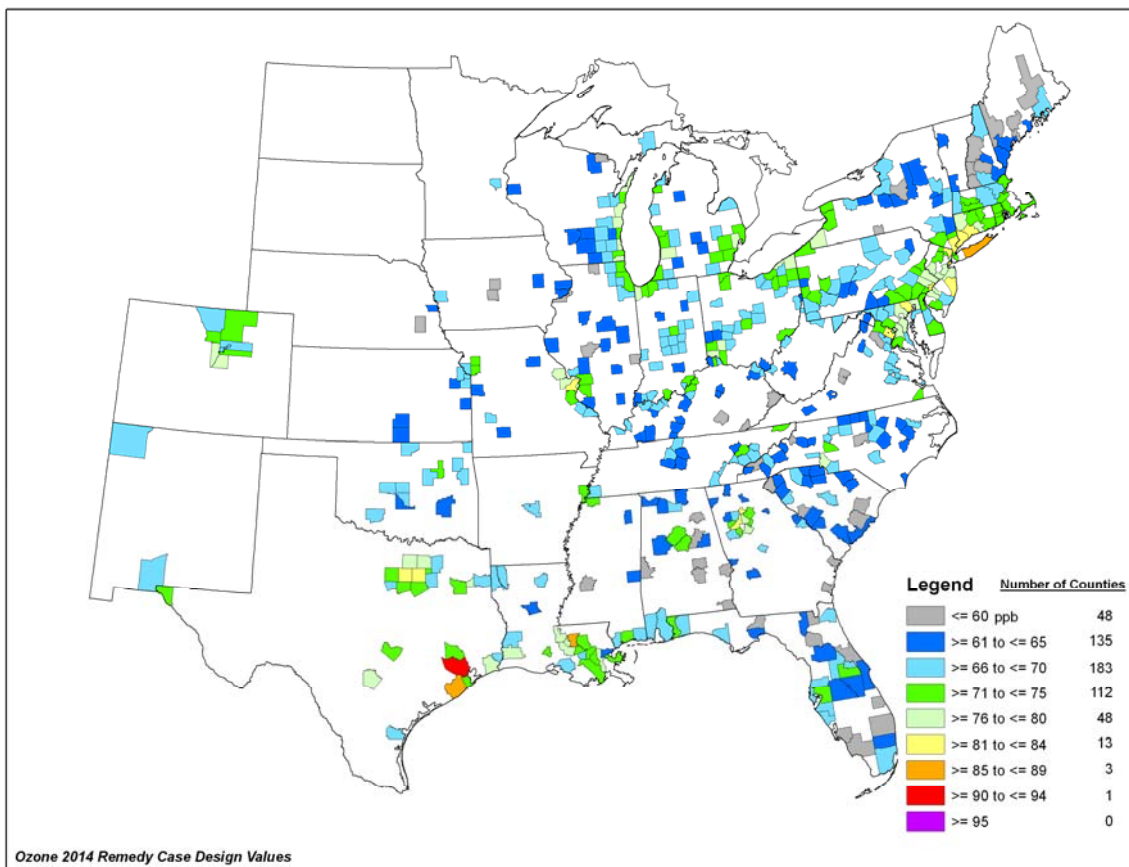 Legend Number of Counties
<= 60 ppb 48
>= 61 to <= 65 135
>= 66 to <= 70 183
>= 71 to <= 75 112
>= 76 to <= 80 48
>= 81 to <= 84 13
>= 85 to <= 89 3
>= 90 to <= 94 1
>= 95 0
Ozone 2014 Remedy Case Design Values